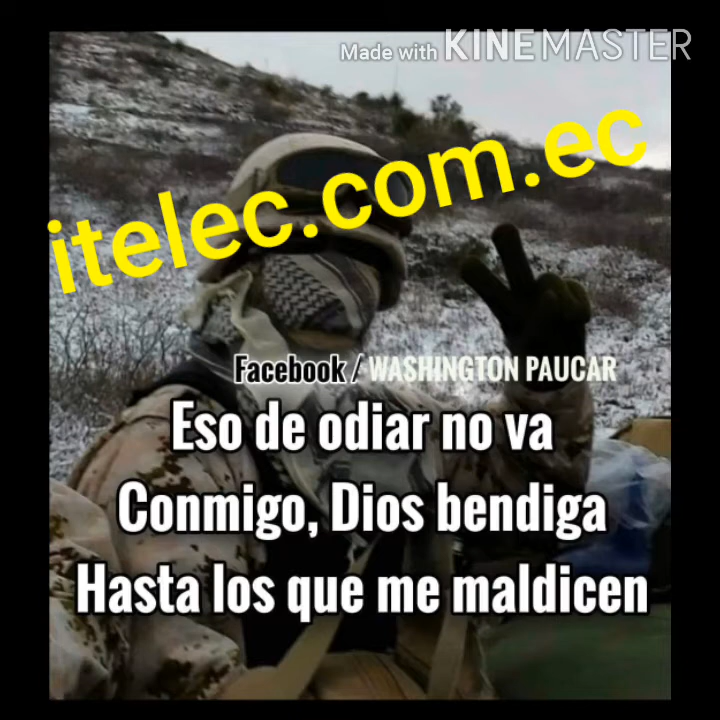 Made with KINEMASTER
itelec.com.ec
Facebook / WASHINGTON PAUCAR
Eso de odiar no va
Conmigo, Dios bendiga
Hasta los que me maldicen